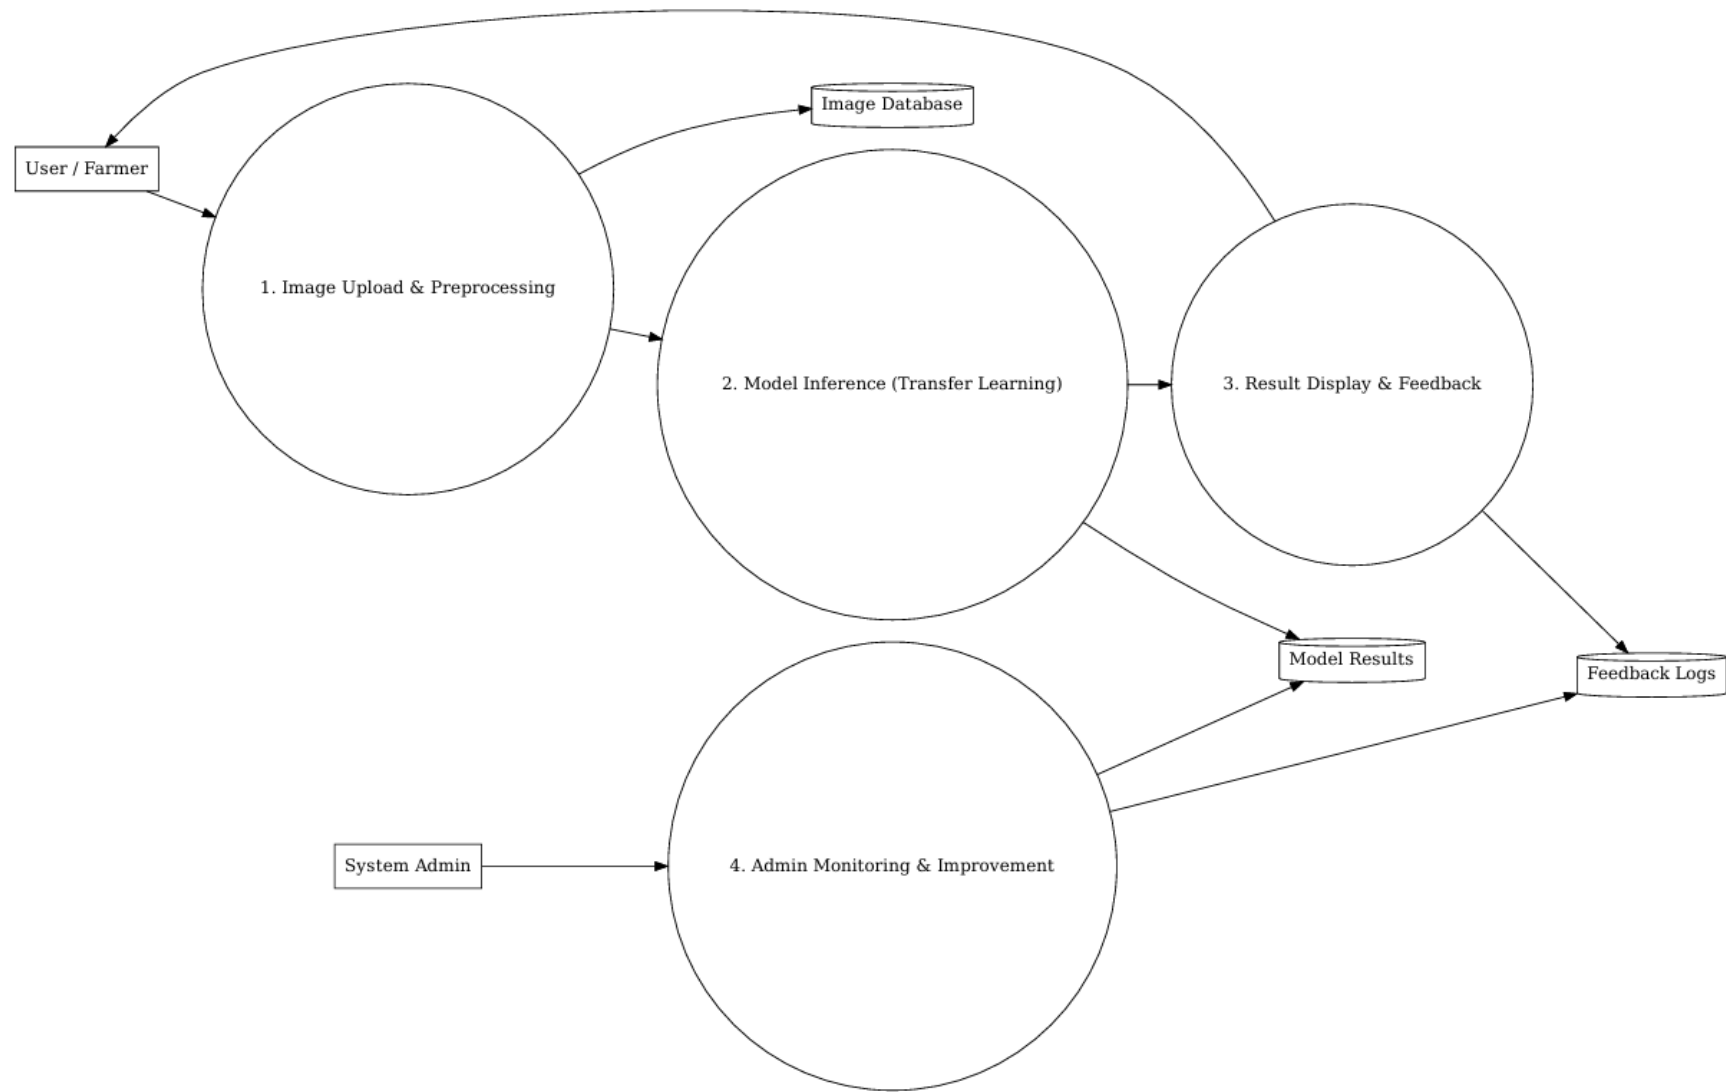 Image Database
User / Farmer
1. Image Upload & Preprocessing
2. Model Inference (Transfer Learning)
3. Result Display & Feedback
Model Results
Feedback Logs
System Admin
4. Admin Monitoring & Improvement